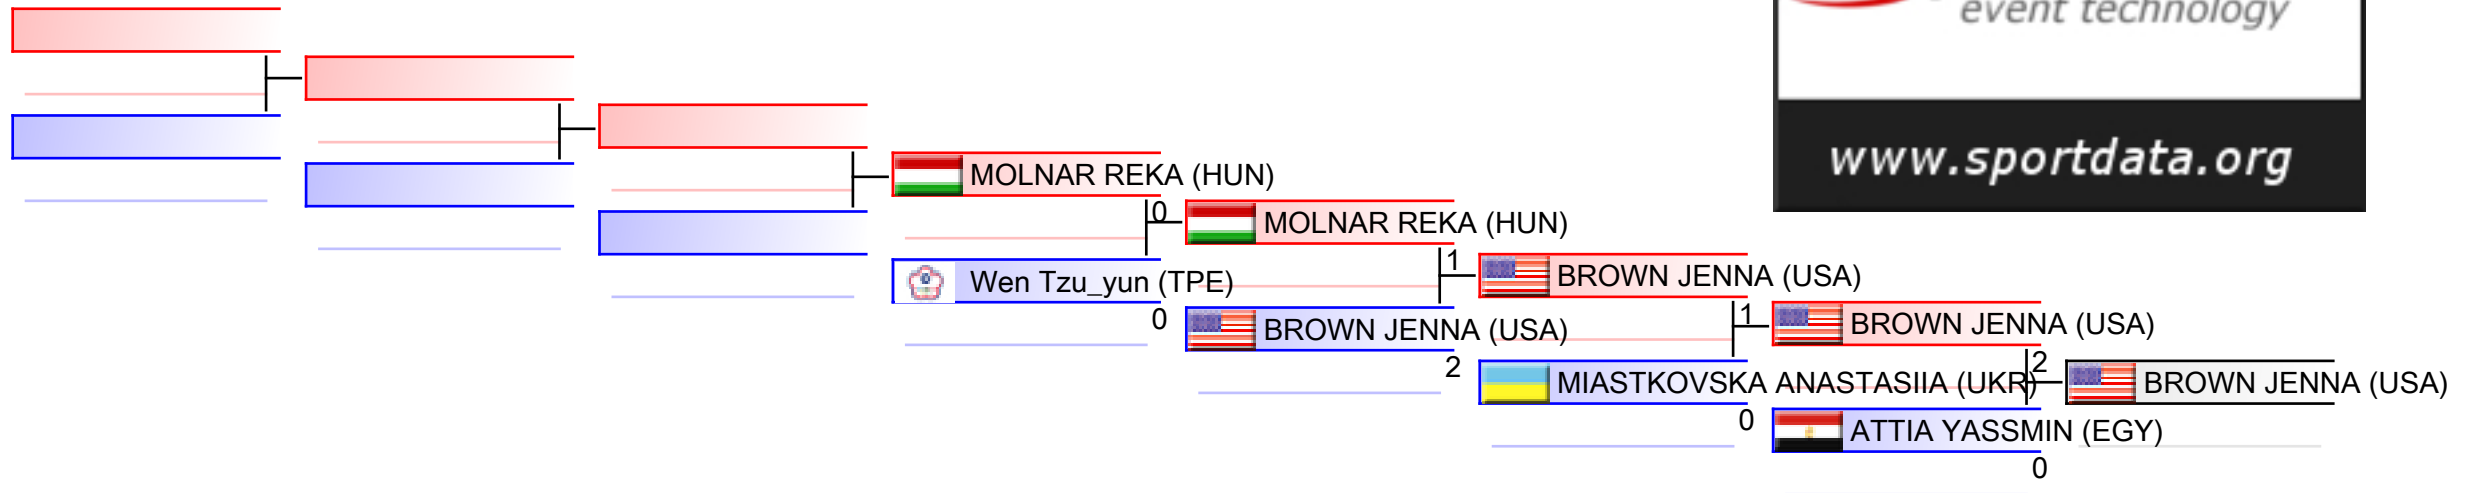 event technology
www.sportdata.org
MOLNAR REKA (HUN)
0
MOLNAR REKA (HUN)
Wen Tzu_yun (TPE)
0
1
BROWN JENNA (USA)
BROWN JENNA (USA)
2
1
BROWN JENNA (USA)
MIASTKOVSKA ANASTASIIA (UKR)
0
2
BROWN JENNA (USA)
ATTIA YASSMIN (EGY)
0